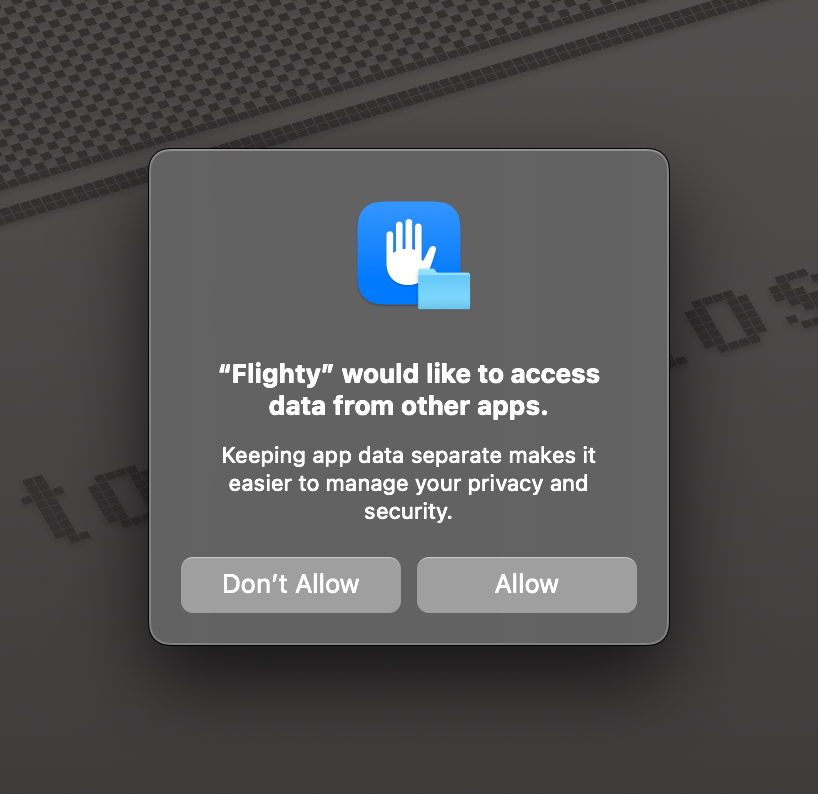 “Flighty” would like to access
data from other apps.
Keeping app data separate makes it
easier to manage your privacy and
security.
Don’t Allow
Allow